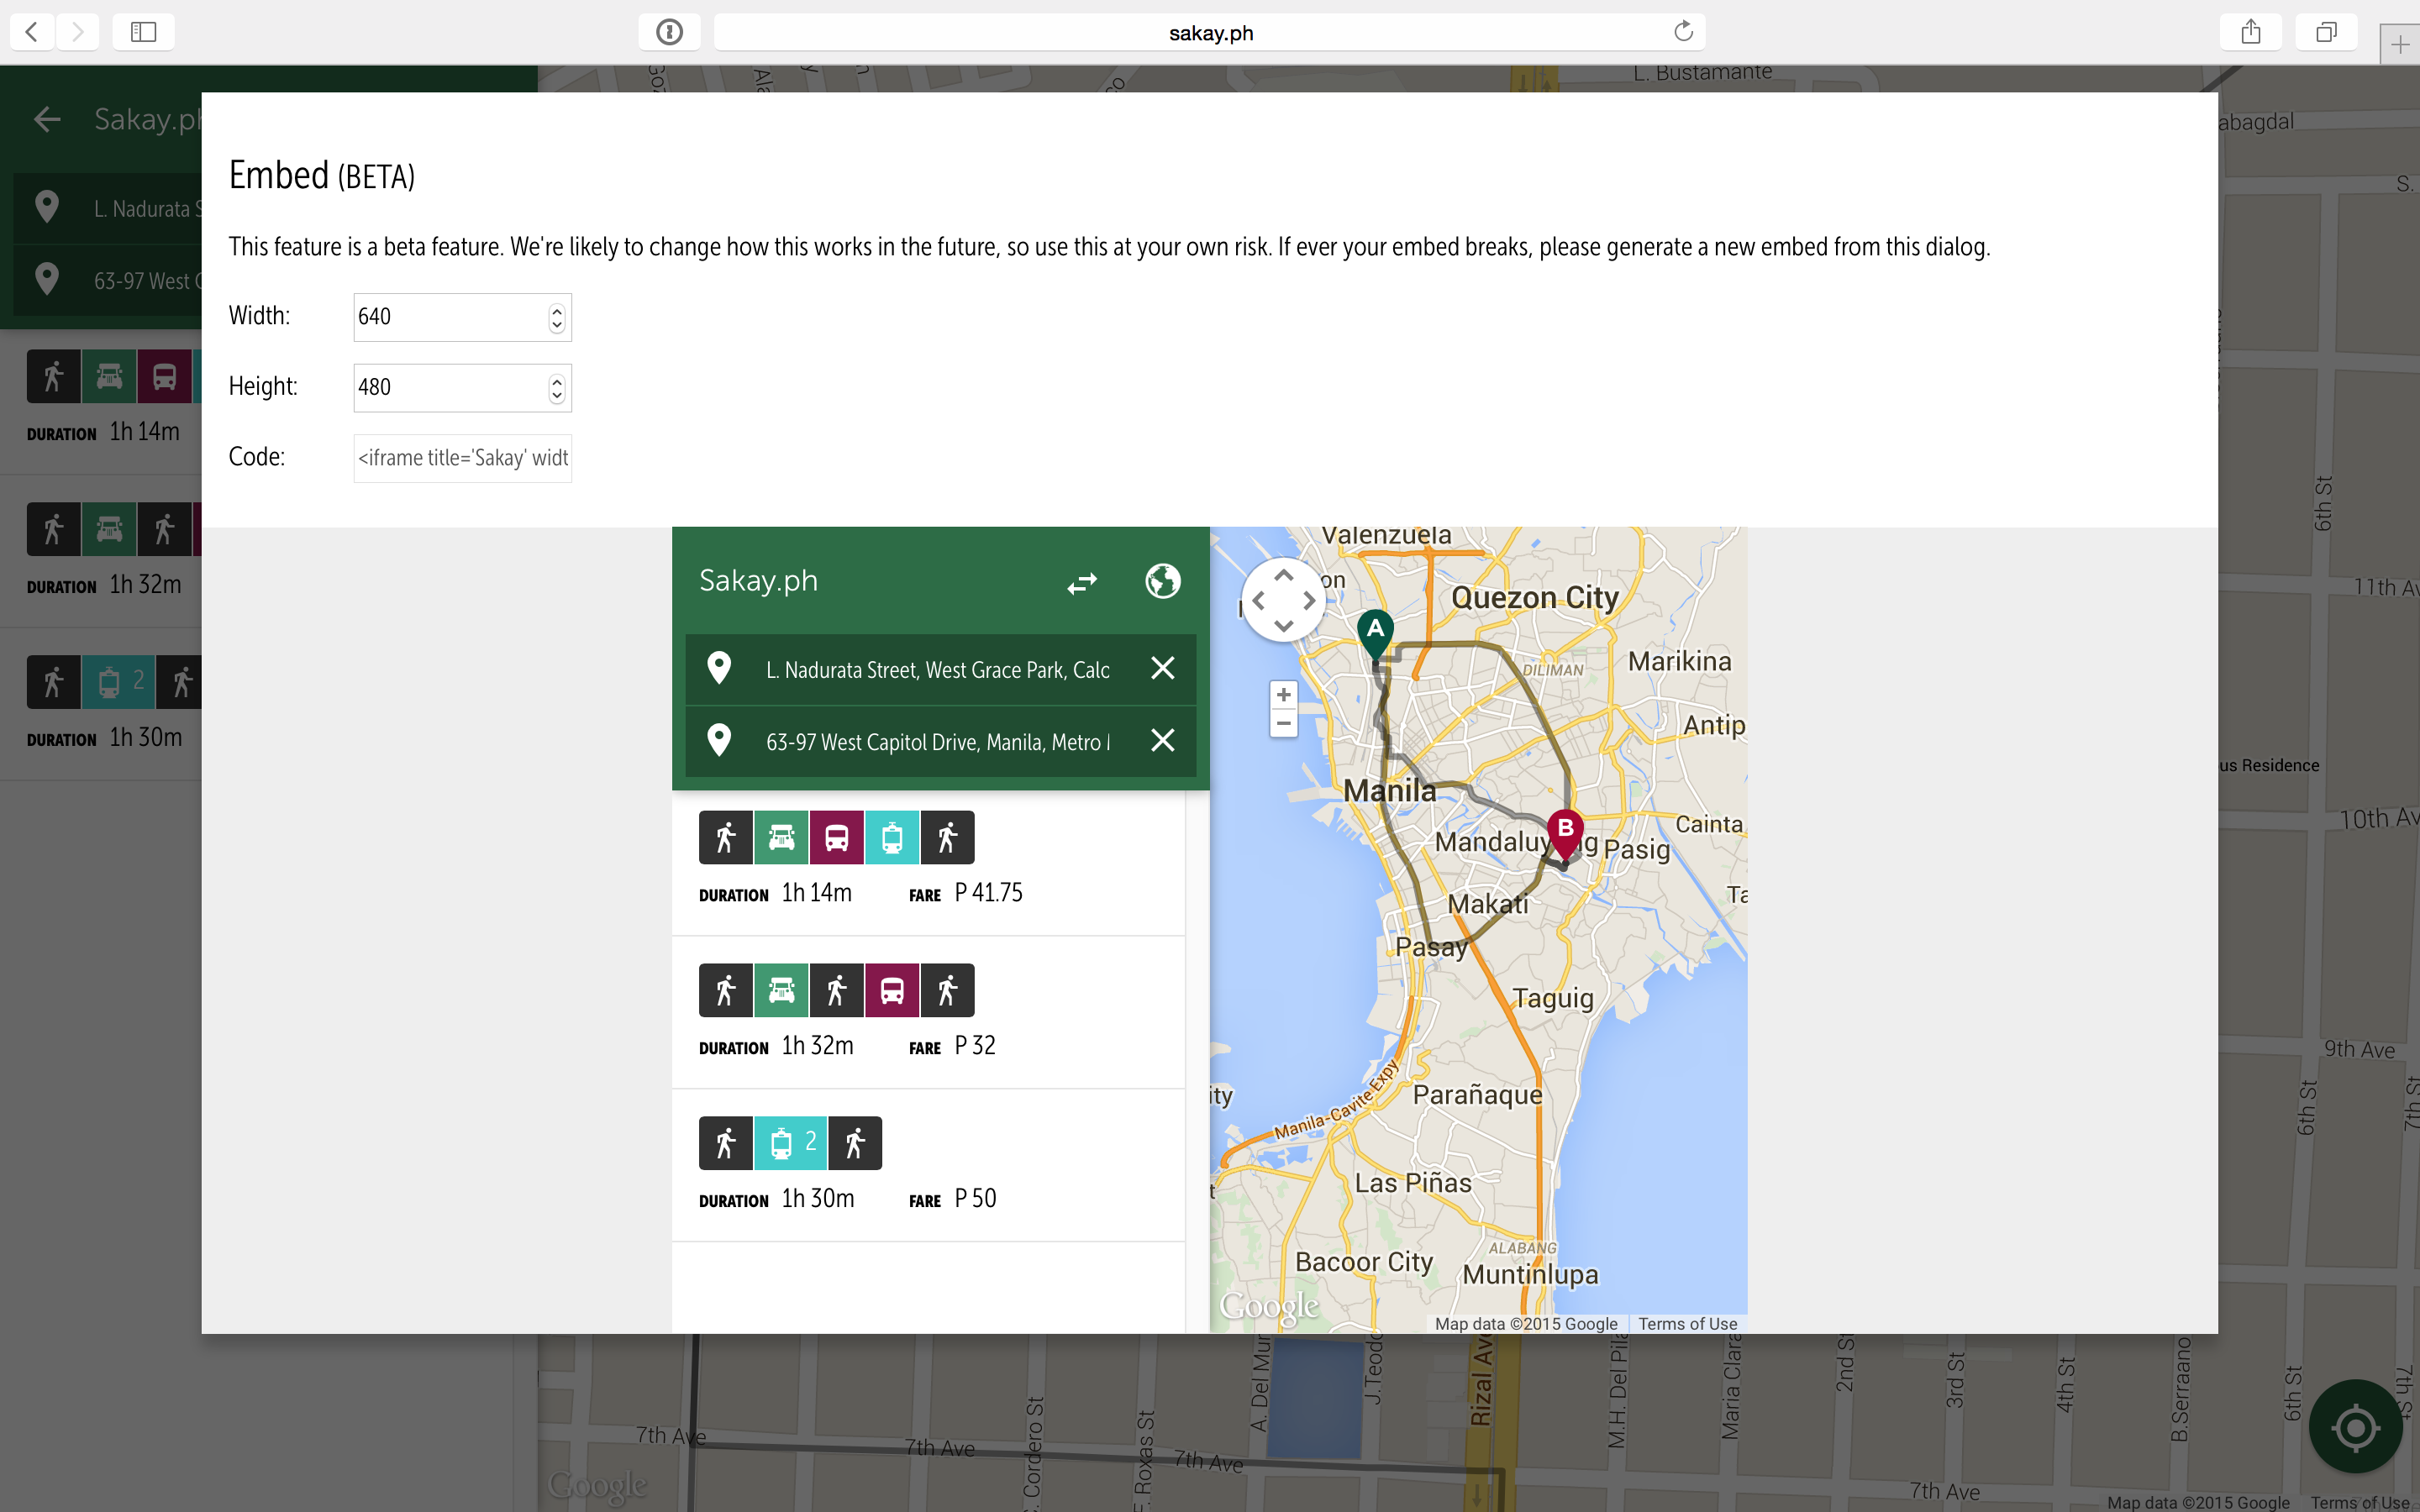 sakay.ph
Sakay.ph
L. Nadurata
63-97 West
DURATION 1h 14m
DURATION 1h 32m
2
DURATION 1h 30m
L. Bustamante
Embed (BETA)
This feature is a beta feature. We're likely to change how this works in the future, so use this at your own risk. If ever your embed breaks, please generate a new embed from this dialog.
Width: 640
Height: 480
Code: <iframe title='Sakay' widt
Sakay.ph
L. Nadurata Street, West Grace Park, Calc
63-97 West Capitol Drive, Manila, Metro
DURATION 1h 14m FARE P 41.75
DURATION 1h 32m FARE P 32
2
DURATION 1h 30m FARE P 50
Valenzuela
Quezon City
A
DILIMAN
Marikina
Antip
Manila
B
Cainta
Mandaluy
Pasig
Makati
Pasay
Taguig
Manila-Cavite Expy
Parañaque
Las Piñas
ALABANG
Bacoor City
Muntinlupa
Google
Map data ©2015 Google Terms of Use
abagdal
S.
6th St
11th Av
us Residence
10th Av
9th Ave
6th St
7th St
7th Ave
7th Ave
7th Ave
Google
Cordero St
F. Roxas St
A. Del Mun
J.Teodo
Rizal Av
M.H. Del Pila
Maria Clara
2nd St
3rd St
4th St
B.Serrano
6th St
7th Ave
Map data ©2015 Google Terms of Use